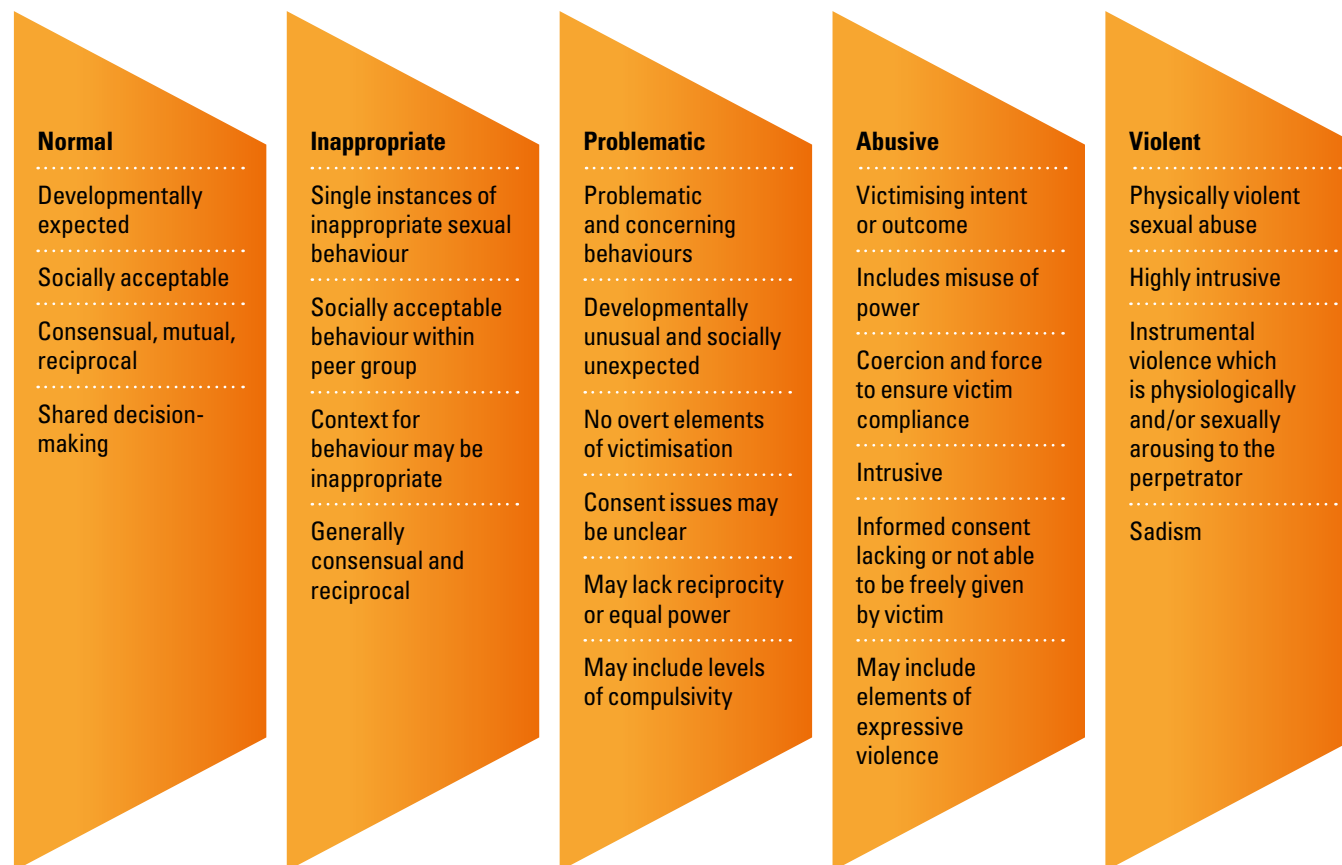 Normal
Developmentally
expected
Socially acceptable
Consensual, mutual,
reciprocal
Shared decision-
making
Inappropriate
Single instances of
inappropriate sexual
behaviour
Socially acceptable
behaviour within
peer group
Context for
behaviour may be
inappropriate
Generally
consensual and
reciprocal
Problematic
Problematic
and concerning
behaviours
Developmentally
unusual and socially
unexpected
No overt elements
of victimisation
Consent issues may
be unclear
May lack reciprocity
or equal power
May include levels
of compulsivity
Abusive
Victimising intent
or outcome
Includes misuse of
power
Coercion and force
to ensure victim
compliance
Intrusive
Informed consent
lacking or not able
to be freely given
by victim
May include
elements of
expressive
violence
Violent
Physically violent
sexual abuse
Highly intrusive
Instrumental
violence which
is physiologically
and/or sexually
arousing to the
perpetrator
Sadism